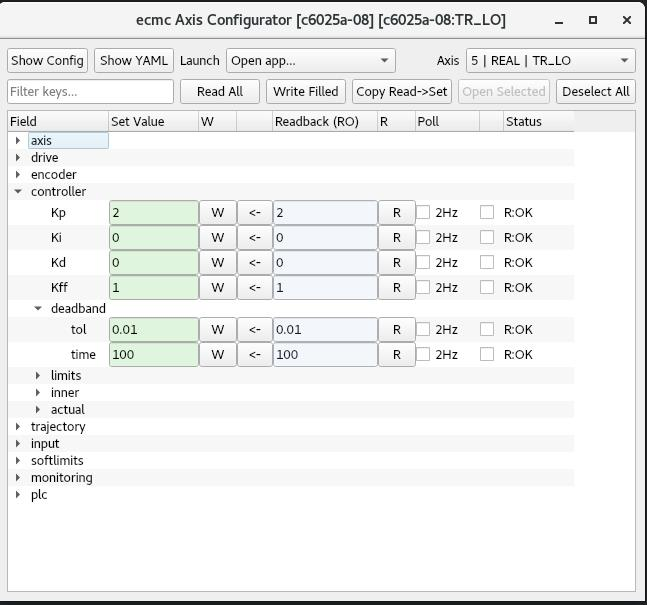 ecmc Axis Configurator [c6025a-08] [c6025a-08:TR_LO]
Show Config Show YAML Launch Open app... Axis 5 | REAL | TR_LO
Filter keys... Read All Write Filled Copy Read->Set Open Selected Deselect All
Field Set Value W Readback (RO) R Poll Status
axis
drive
encoder
controller
Kp 2 W <- 2 R 2Hz R:OK
Ki 0 W <- 0 R 2Hz R:OK
Kd 0 W <- 0 R 2Hz R:OK
Kff 1 W <- 1 R 2Hz R:OK
deadband
tol 0.01 W <- 0.01 R 2Hz R:OK
time 100 W <- 100 R 2Hz R:OK
limits
inner
actual
trajectory
input
softlimits
monitoring
plc